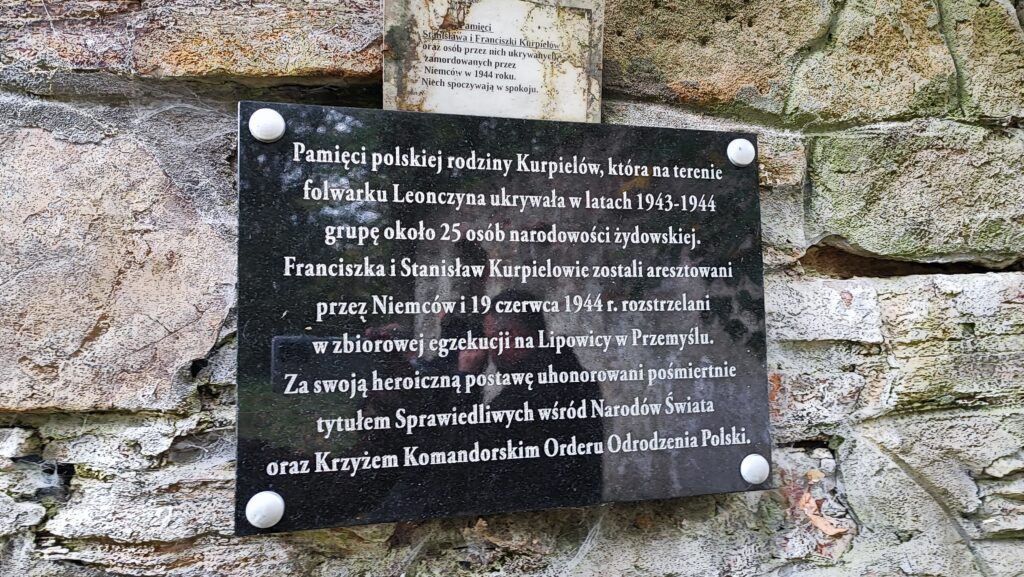 Pamięci
Stanisława i Franciszki Kurpielów
oraz osób przez nich ukrywanych
zamordowanych przez
Niemców w 1944 roku.
Niech spoczywają w spokoju.
Pamięci polskiej rodziny Kurpielów, która na terenie
folwarku Leonczyna ukrywała w latach 1943-1944
grupę około 25 osób narodowości żydowskiej.
Franciszka i Stanisław Kurpielowie zostali aresztowani
przez Niemców i 19 czerwca 1944 r. rozstrzelani
w zbiorowej egzekucji na Lipowicy w Przemyślu.
Za swoją heroiczną postawę uhonorowani pośmiertnie
tytułem Sprawiedliwych wśród Narodów Świata
oraz Krzyżem Komandorskim Orderu Odrodzenia Polski.